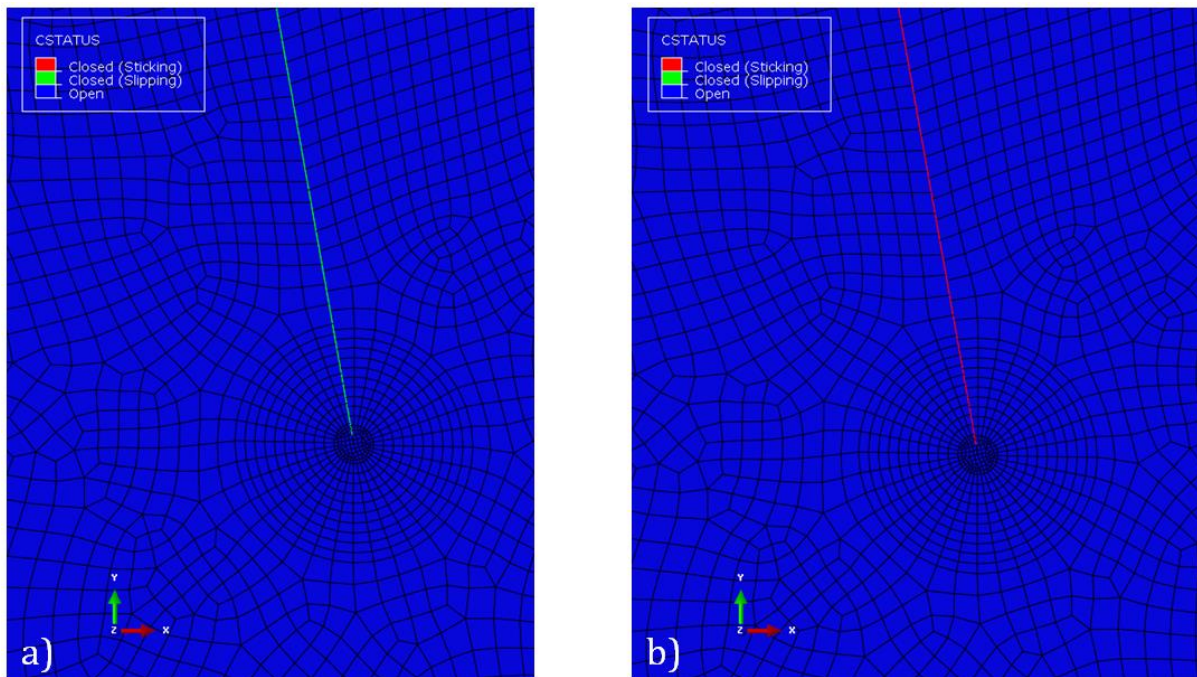 CSTATUS
Closed (Sticking)
Closed (Slipping)
Open
Y
Z
X
a)
CSTATUS
Closed (Sticking)
Closed (Slipping)
Open
Y
Z
X
b)